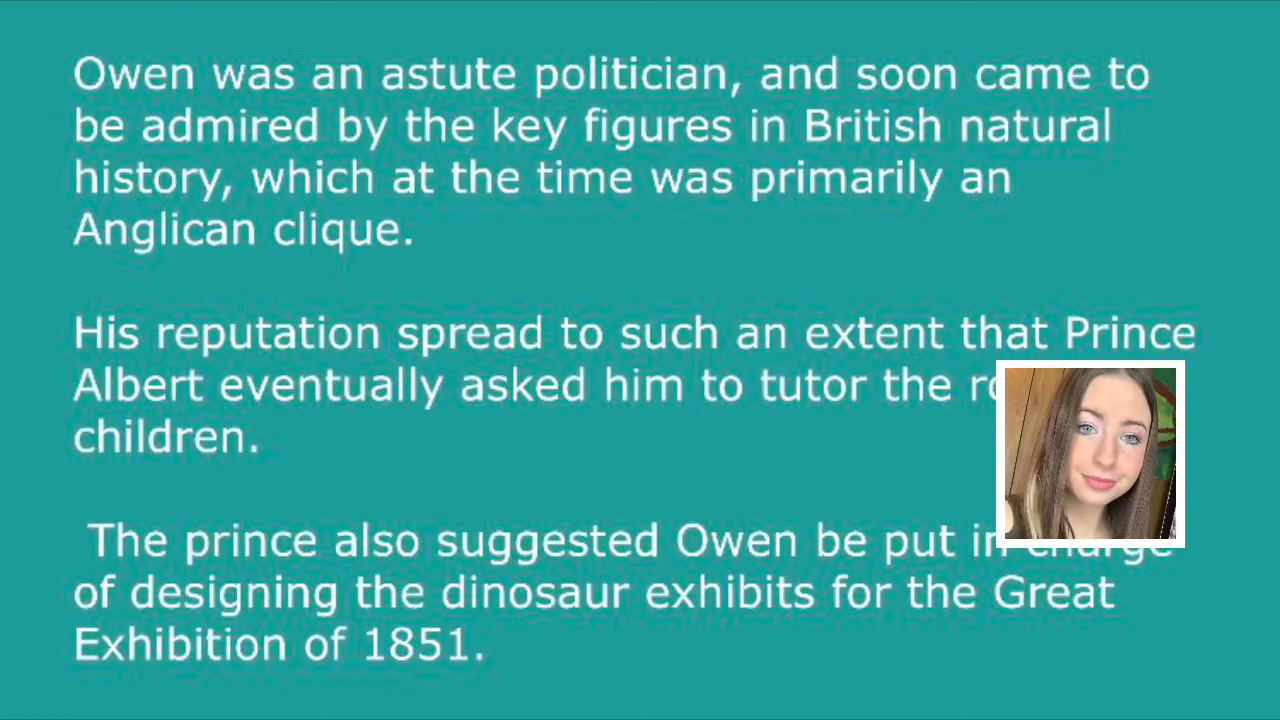 Owen was an astute politician, and soon came to
be admired by the key figures in British natural
history, which at the time was primarily an
Anglican clique.
His reputation spread to such an extent that Prince
Albert eventually asked him to tutor the
children.
The prince also suggested Owen be put in charge
of designing the dinosaur exhibits for the Great
Exhibition of 1851.